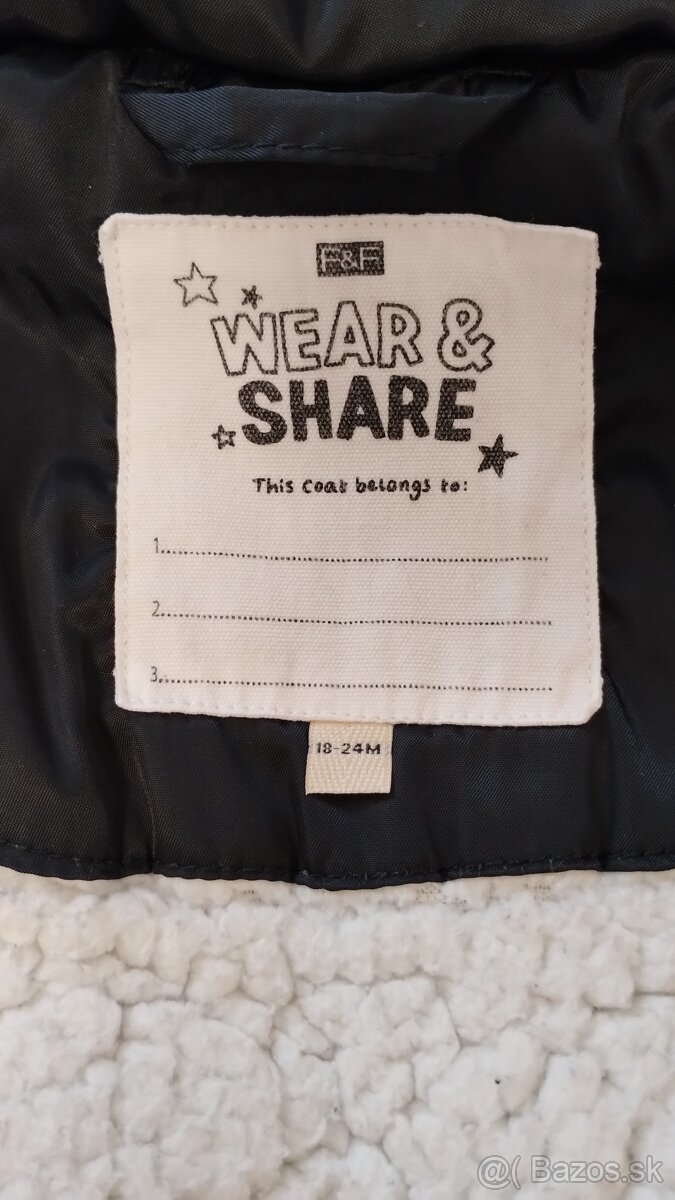 F&F
WEAR &
SHARE
This coat belongs to:
1.
2.
3.
18-24M
@( Bazos.sk